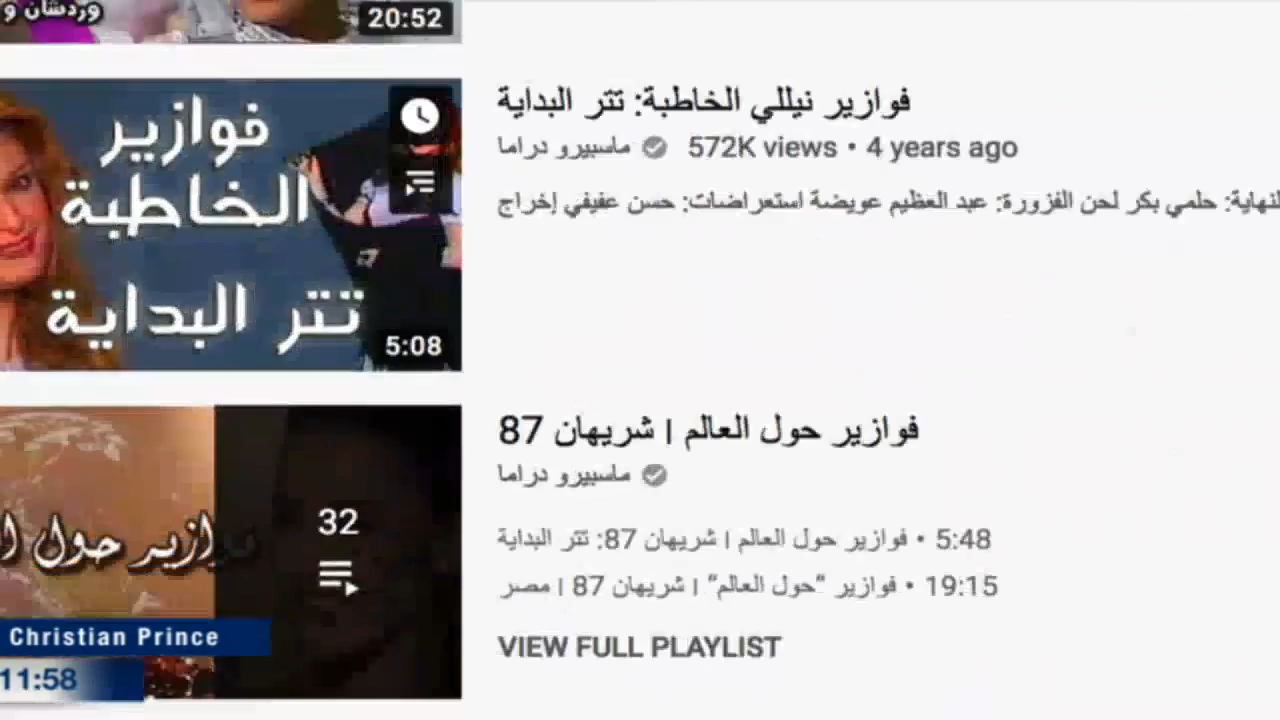 وردشان و
20:52
فوازير
الخاطبة
تتر البداية
5:08
فوازير نيللي الخاطبة: تتر البداية
ماسبيرو دراما 572K views • 4 years ago
لنهاية: حلمي بكر لحن الفزورة: عبد العظيم عويضة استعراضات: حسن عفيفي إخراج
وازير حول ا
32
فوازير حول العالم | شريهان 87
ماسبيرو دراما
فوازير حول العالم | شريهان 87: تتر البداية • 5:48
فوازير "حول العالم" | شريهان 87 | مصر • 19:15
VIEW FULL PLAYLIST
Christian Prince
11:58